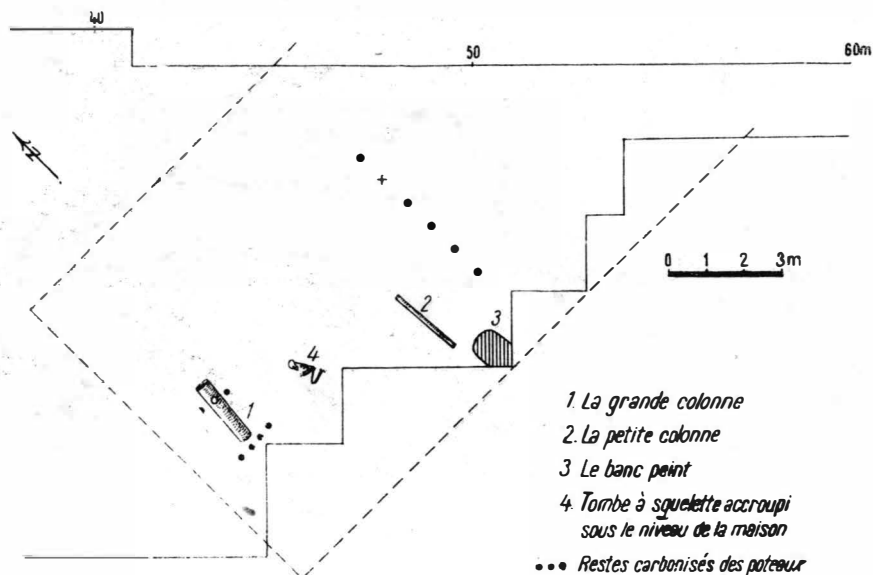 40
50
60m
N
0 1 2 3m
2
3
4
1
1. La grande colonne
2. La petite colonne
3 Le banc peint
4. Tombe à squelette accroupi
sous le niveau de la maison
••• Restes carbonisés des poteaux